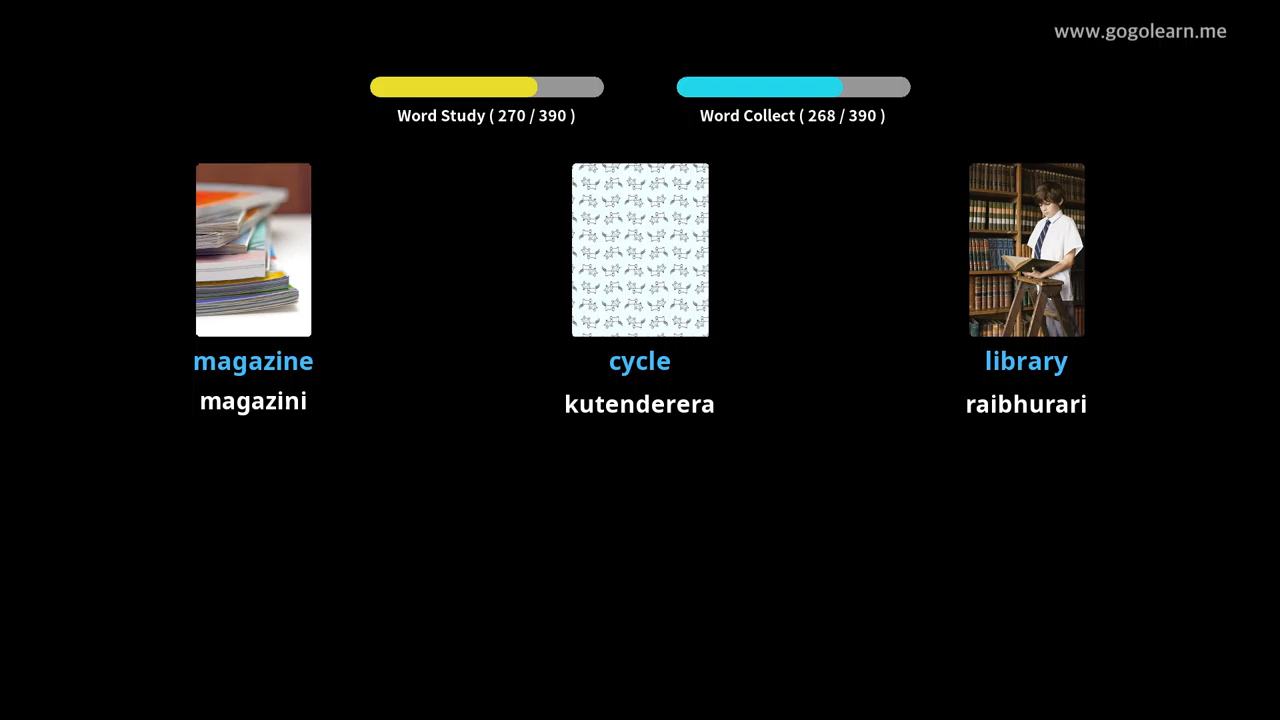 www.gogolearn.me
Word Study ( 270 / 390 )
Word Collect ( 268 / 390 )
magazine
cycle
library
magazini
kutenderera
raibhurari